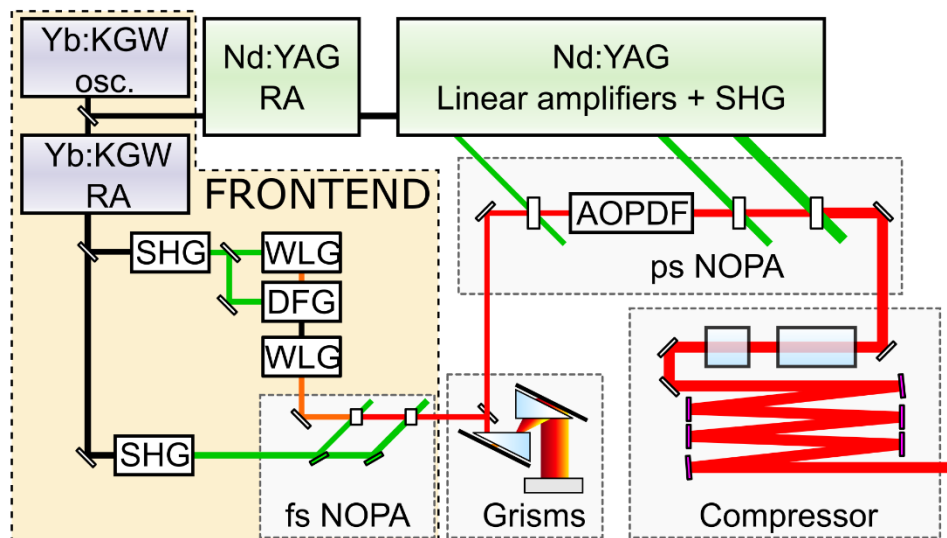 Yb:KGW
osc.
Nd:YAG
RA
Nd:YAG
Linear amplifiers + SHG
Yb:KGW
RA
FRONTEND
SHG
WLG
DFG
WLG
SHG
fs NOPA
AOPDF
ps NOPA
Grisms
Compressor